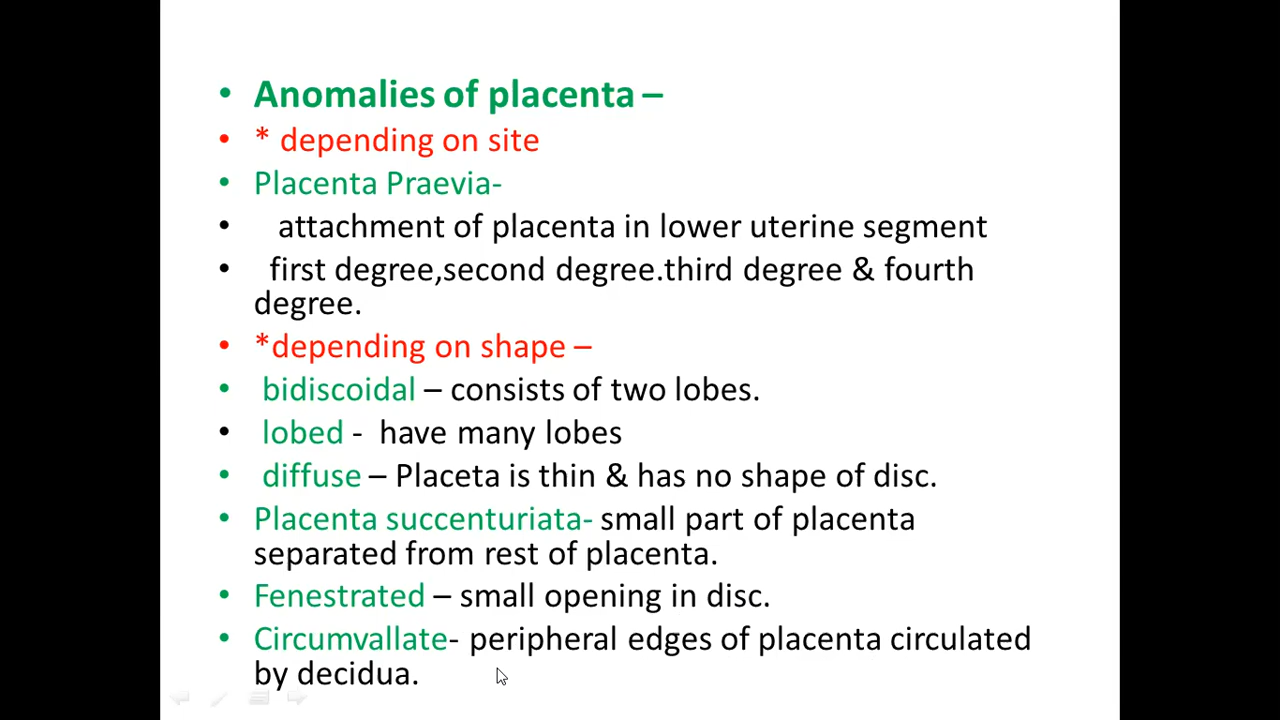 • Anomalies of placenta –
• * depending on site
• Placenta Praevia-
• attachment of placenta in lower uterine segment
• first degree,second degree.third degree & fourth
degree.
• *depending on shape –
• bidiscoidal – consists of two lobes.
• lobed - have many lobes
• diffuse – Placeta is thin & has no shape of disc.
• Placenta succenturiata- small part of placenta
separated from rest of placenta.
• Fenestrated – small opening in disc.
• Circumvallate- peripheral edges of placenta circulated
by decidua.